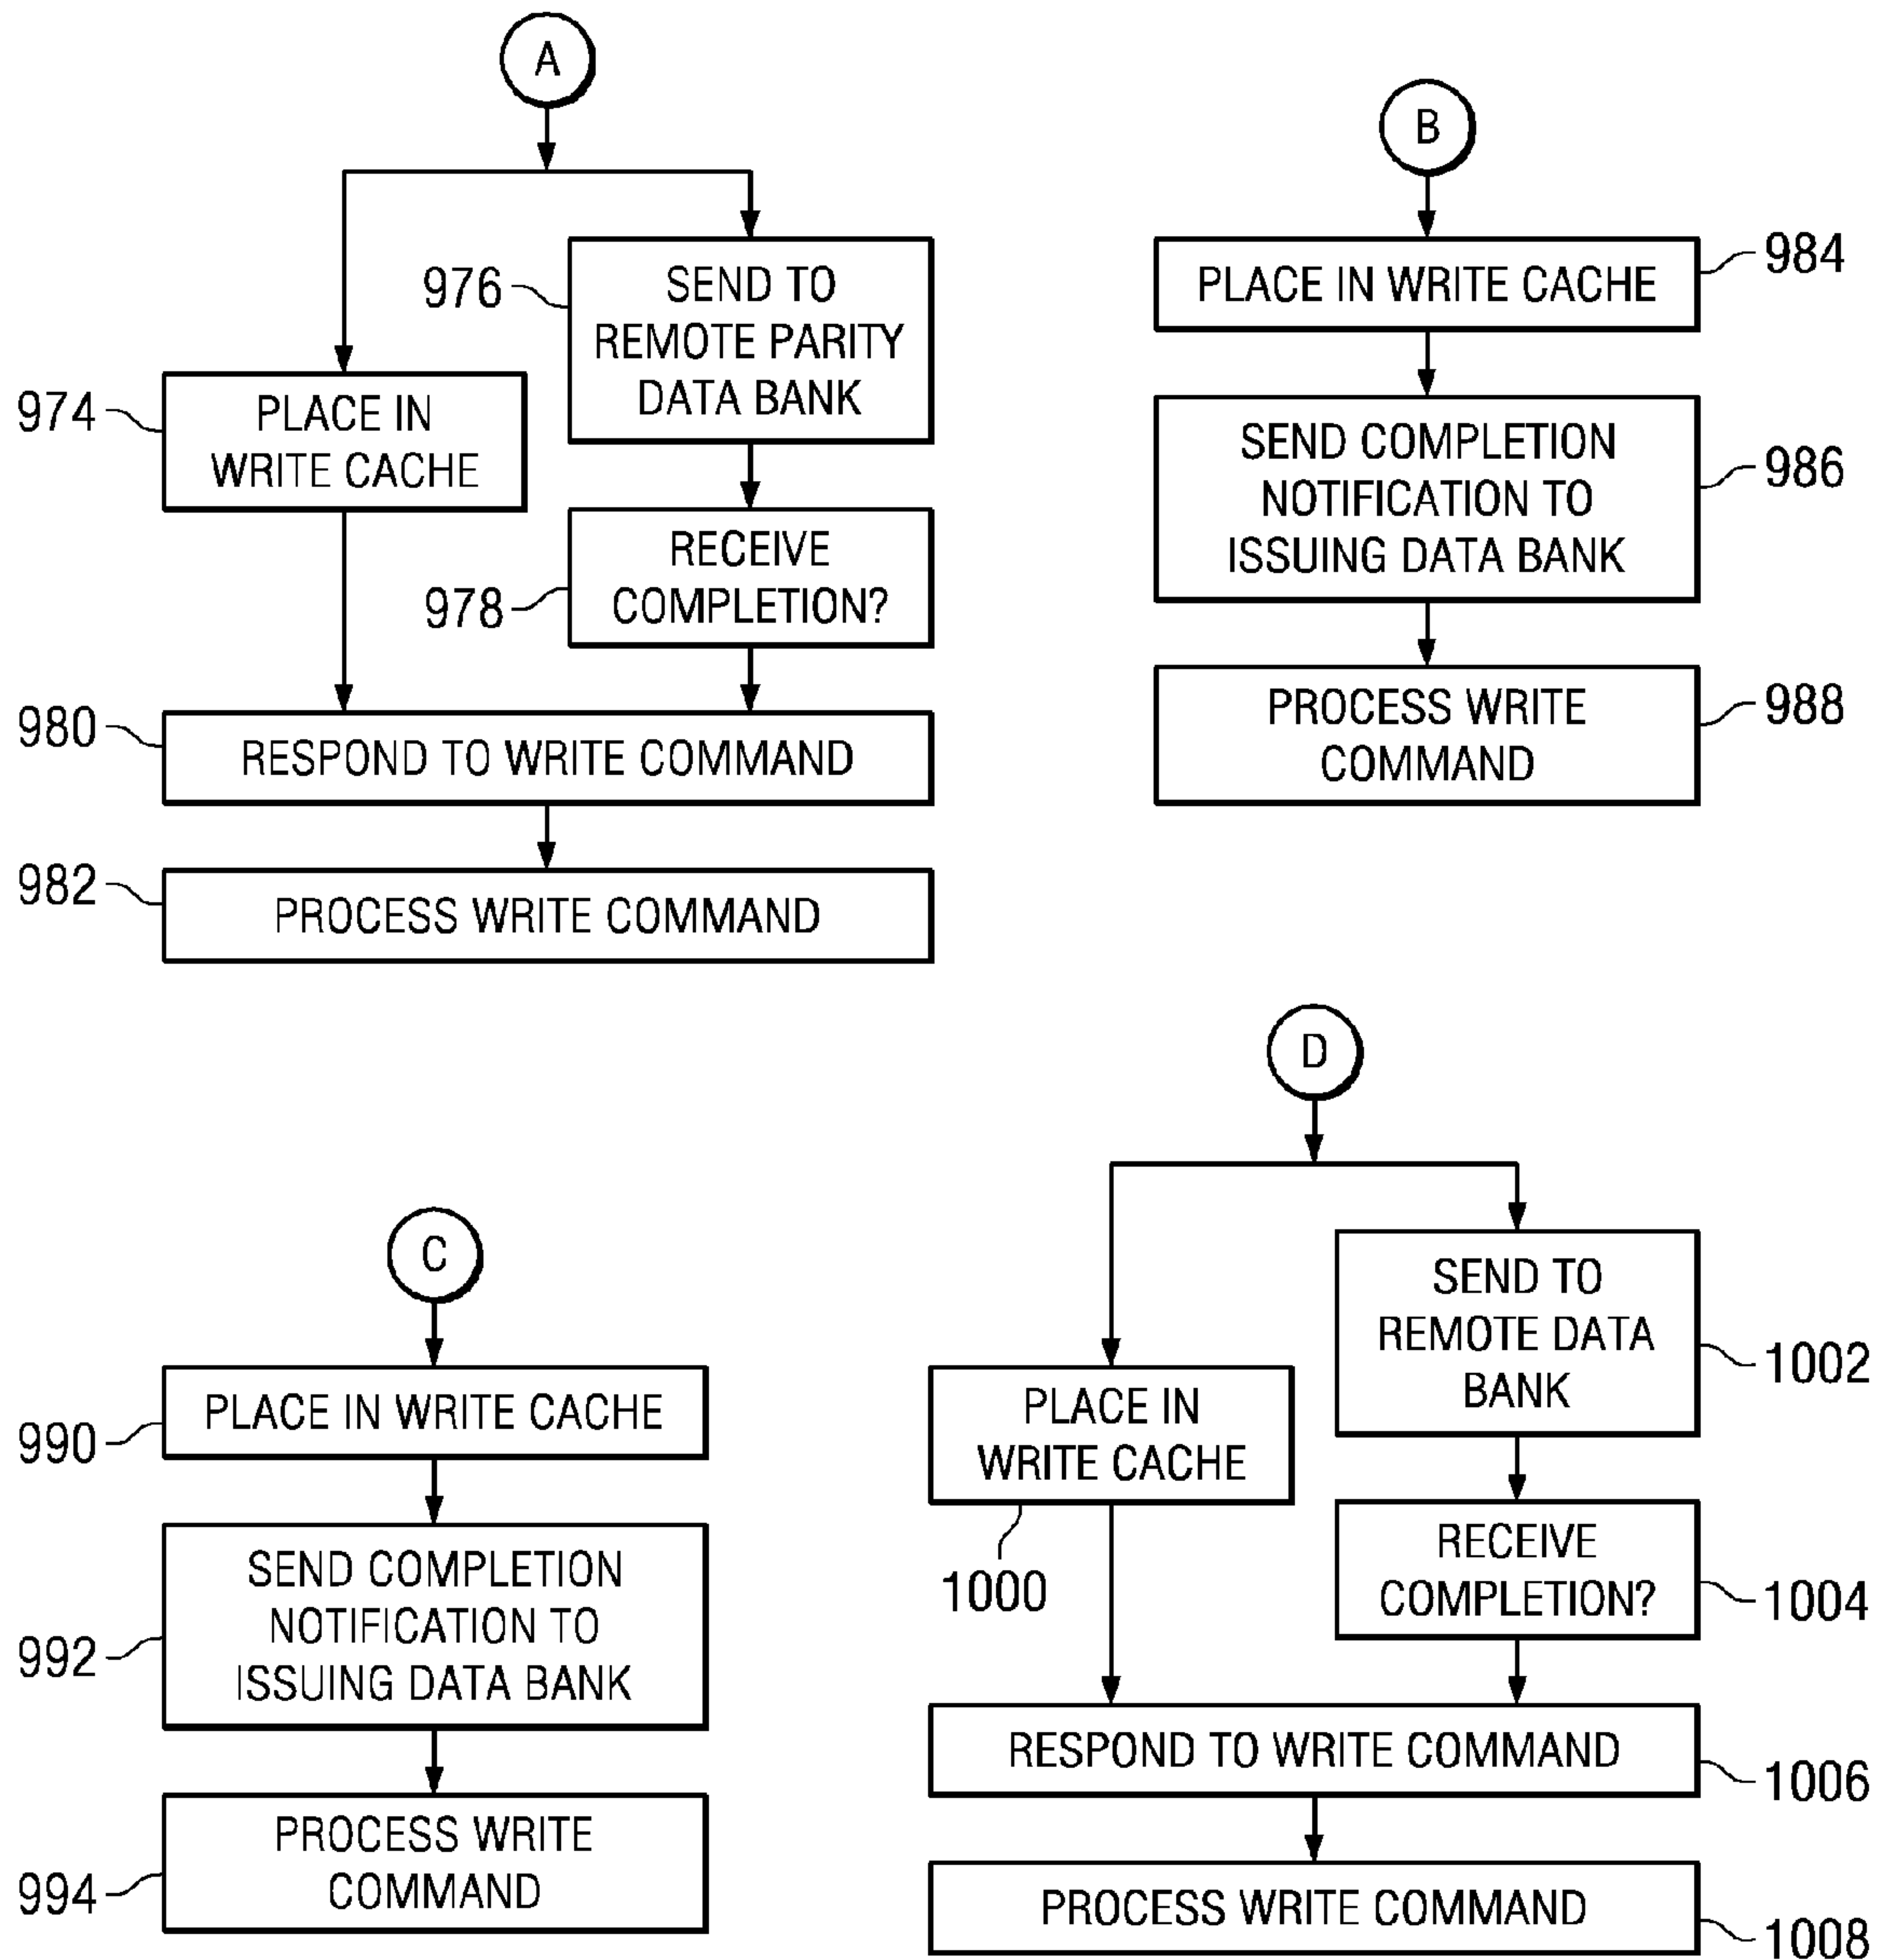 A
976
SEND TO
REMOTE PARITY
DATA BANK
974
PLACE IN
WRITE CACHE
978
RECEIVE
COMPLETION?
980
RESPOND TO WRITE COMMAND
982
PROCESS WRITE COMMAND
B
PLACE IN WRITE CACHE
984
SEND COMPLETION
NOTIFICATION TO
ISSUING DATA BANK
986
PROCESS WRITE
COMMAND
988
C
990
PLACE IN WRITE CACHE
992
SEND COMPLETION
NOTIFICATION TO
ISSUING DATA BANK
994
PROCESS WRITE
COMMAND
D
SEND TO
REMOTE DATA
BANK
1002
PLACE IN
WRITE CACHE
1000
RECEIVE
COMPLETION?
1004
RESPOND TO WRITE COMMAND
1006
PROCESS WRITE COMMAND
1008